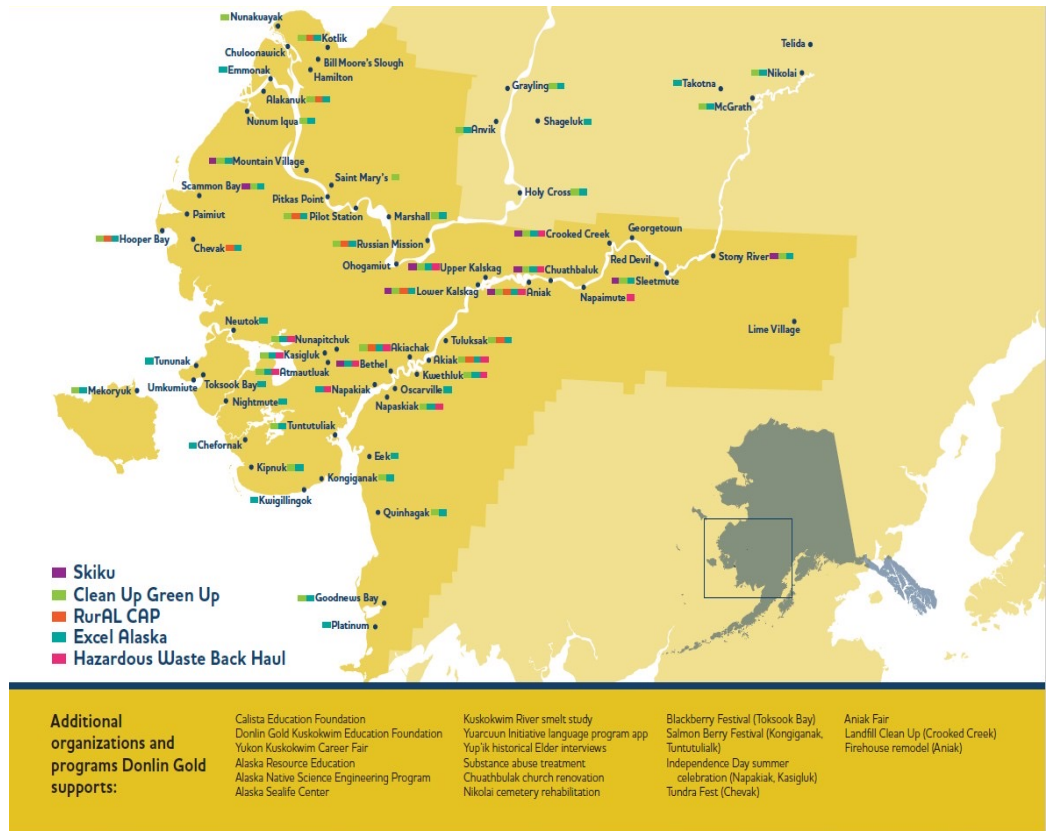 Nunakuayak
Kotlik
Chuloonawick
Bill Moore's Slough
Hamilton
Emmonak
Alakanuk
Nunum Iqua
Telida
Nikolai
Takotna
McGrath
Grayling
Anvik
Shageluk
Mountain Village
Saint Mary's
Scammon Bay
Pitkas Point
Holy Cross
Paimiut
Pilot Station
Marshall
Hooper Bay
Chevak
Russian Mission
Crooked Creek
Georgetown
Ohogamiut
Upper Kalskag
Chuathbaluk
Red Devil
Stony River
Lower Kalskag
Aniak
Sleetmute
Napaimute
Newtok
Lime Village
Nunapitchuk
Akiachak
Tuluksak
Kasigluk
Bethel
Akiak
Tununak
Atmautluak
Kwethluk
Umkumiute
Toksook Bay
Napakiak
Oscarville
Mekoryuk
Nightmute
Napaskiak
Tuntutuliak
Chefornak
Eek
Kipnuk
Kongiganak
Kwigillingok
Quinhagak
Goodnews Bay
Platinum
Skiku
Clean Up Green Up
RurAL CAP
Excel Alaska
Hazardous Waste Back Haul
Additional
organizations and
programs Donlin Gold
supports:
Calista Education Foundation
Donlin Gold Kuskokwim Education Foundation
Yukon Kuskokwim Career Fair
Alaska Resource Education
Alaska Native Science Engineering Program
Alaska Sealife Center
Kuskokwim River smelt study
Yuarcuun Initiative language program app
Yup'ik historical Elder interviews
Substance abuse treatment
Chuathbulak church renovation
Nikolai cemetery rehabilitation
Blackberry Festival (Toksook Bay)
Salmon Berry Festival (Kongiganak,
Tuntutulialk)
Independence Day summer
celebration (Napakiak, Kasigluk)
Tundra Fest (Chevak)
Aniak Fair
Landfill Clean Up (Crooked Creek)
Firehouse remodel (Aniak)